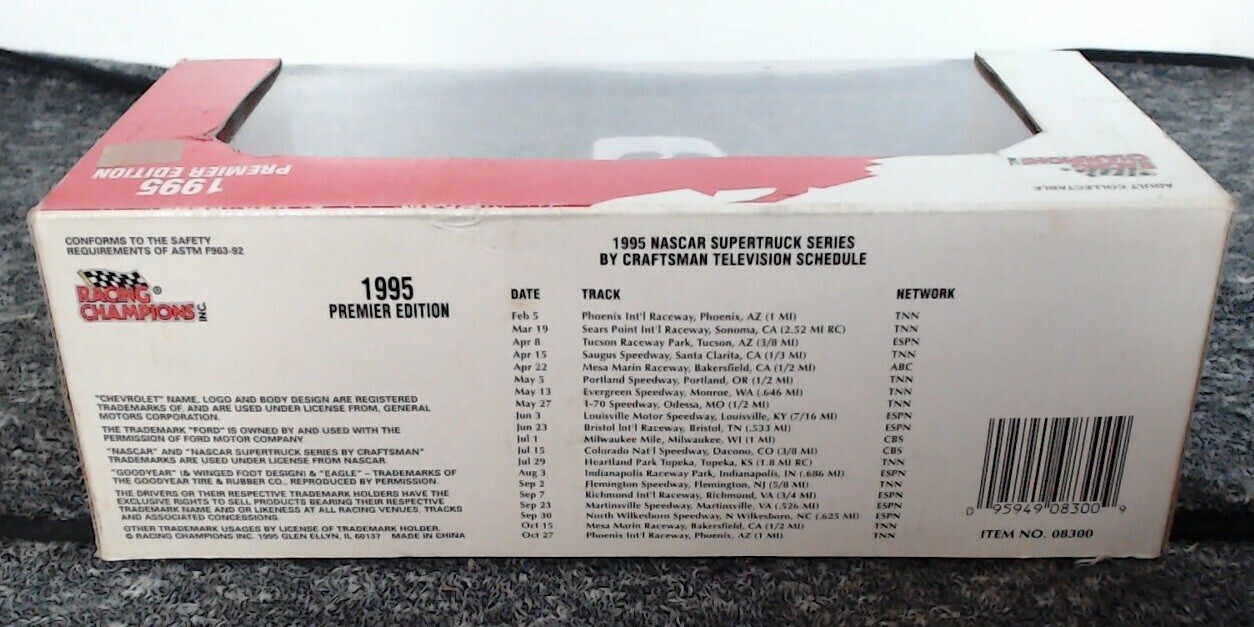 1995
PREMIER EDITION
ADULT COLLECTABLE
RACING
CHAMPIONS
CONFORMS TO THE SAFETY
REQUIREMENTS OF ASTM F963-92
RACING®
CHAMPIONS INC.
1995
PREMIER EDITION
"CHEVROLET" NAME, LOGO AND BODY DESIGN ARE REGISTERED
TRADEMARKS OF, AND ARE USED UNDER LICENSE FROM, GENERAL
MOTORS CORPORATION.
THE TRADEMARK "FORD" IS OWNED BY AND USED WITH THE
PERMISSION OF FORD MOTOR COMPANY
"NASCAR" AND "NASCAR SUPERTRUCK SERIES BY CRAFTSMAN"
TRADEMARKS ARE USED UNDER LICENSE FROM NASCAR.
"GOODYEAR" (& WINGED FOOT DESIGN) & "EAGLE" – TRADEMARKS OF
THE GOODYEAR TIRE & RUBBER CO., REPRODUCED BY PERMISSION.
THE DRIVERS OR THEIR RESPECTIVE TRADEMARK HOLDERS HAVE THE
EXCLUSIVE RIGHTS TO SELL PRODUCTS BEARING THEIR RESPECTIVE
TRADEMARK NAME AND OR LIKENESS AT ALL RACING VENUES, TRACKS
AND ASSOCIATED CONCESSIONS.
OTHER TRADEMARK USAGES BY LICENSE OF TRADEMARK HOLDER.
© RACING CHAMPIONS INC. 1995 GLEN ELLYN, IL 60137 MADE IN CHINA
1995 NASCAR SUPERTRUCK SERIES
BY CRAFTSMAN TELEVISION SCHEDULE
DATE TRACK NETWORK
Feb 5 Phoenix Int'l Raceway, Phoenix, AZ (1 MI) TNN
Mar 19 Sears Point Int'l Raceway, Sonoma, CA (2.52 MI RC) TNN
Apr 8 Tucson Raceway Park, Tucson, AZ (3/8 MI) ESPN
Apr 15 Saugus Speedway, Santa Clarita, CA (1/3 MI) TNN
Apr 22 Mesa Marin Raceway, Bakersfield, CA (1/2 MI) ABC
May 5 Portland Speedway, Portland, OR (1/2 MI) TNN
May 13 Evergreen Speedway, Monroe, WA (.646 MI) TNN
May 27 I-70 Speedway, Odessa, MO (1/2 MI) TNN
Jun 3 Louisville Motor Speedway, Louisville, KY (7/16 MI) ESPN
Jun 23 Bristol Int'l Raceway, Bristol, TN (.533 MI) ESPN
Jul 1 Milwaukee Mile, Milwaukee, WI (1 MI) CBS
Jul 15 Colorado Nat'l Speedway, Dacono, CO (3/8 MI) CBS
Jul 29 Heartland Park Tupeka, Tupeka, KS (1.8 MI RC) TNN
Aug 3 Indianapolis Raceway Park, Indianapolis, IN (.686 MI) ESPN
Sep 2 Flemington Speedway, Flemington, NJ (5/8 MI) TNN
Sep 7 Richmond Int'l Raceway, Richmond, VA (3/4 MI) ESPN
Sep 23 Martinsville Speedway, Martinsville, VA (.526 MI) ESPN
Sep 30 North Wilkesboro Speedway, N Wilkesboro, NC (.625 MI) ESPN
Oct 15 Mesa Marin Raceway, Bakersfield, CA (1/2 MI) TNN
Oct 27 Phoenix Int'l Raceway, Phoenix, AZ (1 MI) TNN
0 95949 08300 9
ITEM NO. 08300